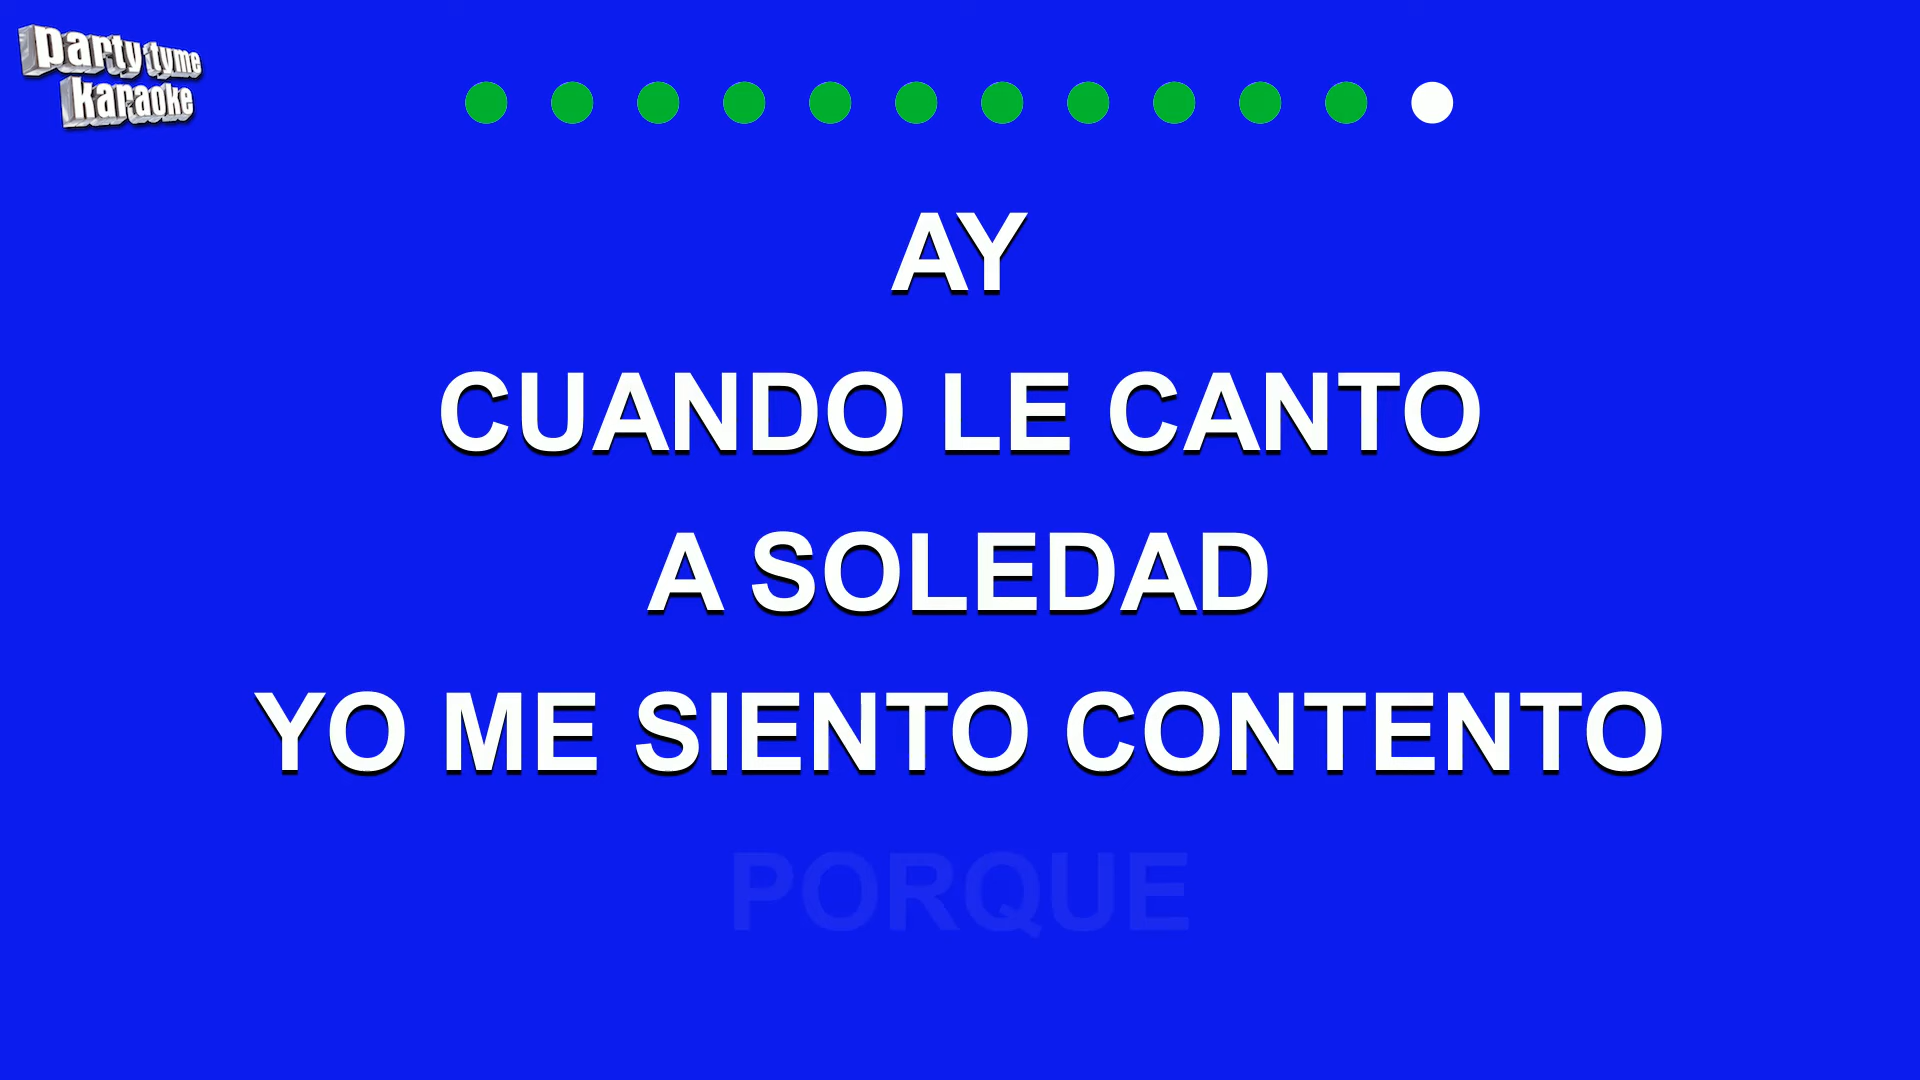 party tyme
karaoke
AY
CUANDO LE CANTO
A SOLEDAD
YO ME SIENTO CONTENTO
PORQUE